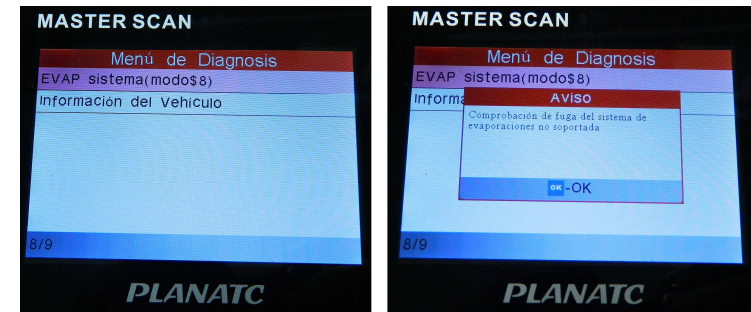 MASTER SCAN
Menú de Diagnosis
EVAP sistema(modo$8)
Información del Vehiculo
8/9
PLANATC
MASTER SCAN
Menú de Diagnosis
EVAP sistema(modo$8)
Informa
Aviso
Comprobación de fuga del sistema de
evaporaciones no soportada
OK-OK
8/9
PLANATC